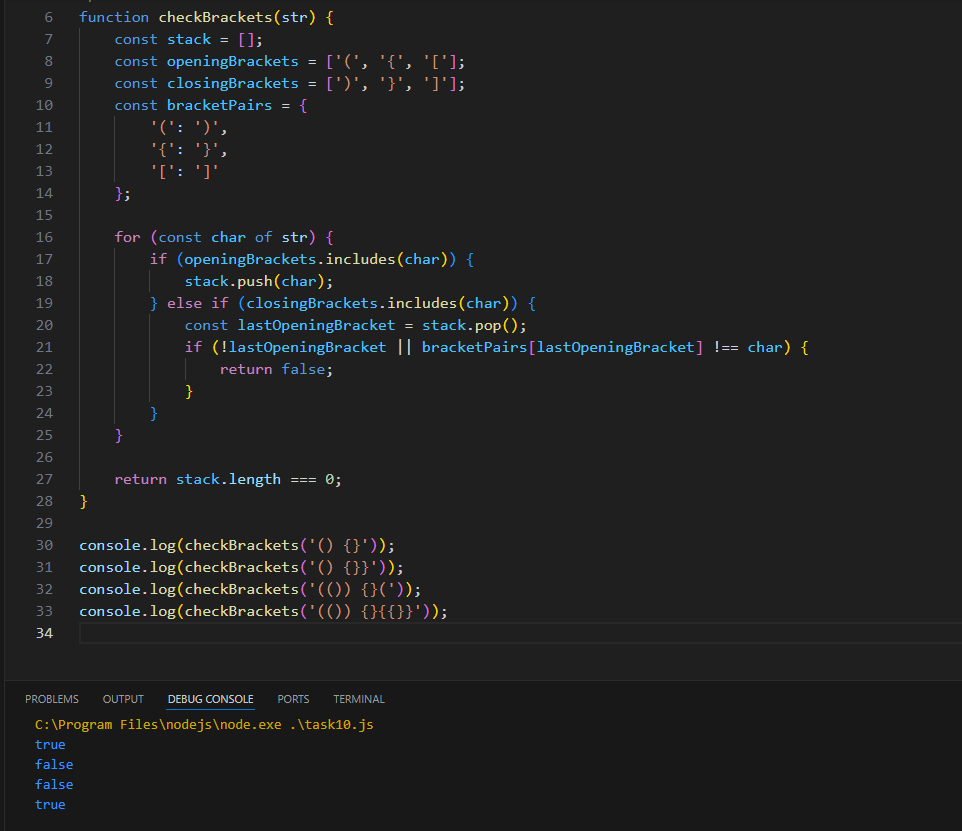 6 function checkBrackets(str) {
7     const stack = [];
8     const openingBrackets = ['(', '{', '['];
9     const closingBrackets = [')', '}', ']'];
10     const bracketPairs = {
11         '(': ')',
12         '{': '}',
13         '[': ']'
14     };
15
16     for (const char of str) {
17         if (openingBrackets.includes(char)) {
18             stack.push(char);
19         } else if (closingBrackets.includes(char)) {
20             const lastOpeningBracket = stack.pop();
21             if (!lastOpeningBracket || bracketPairs[lastOpeningBracket] !== char) {
22                 return false;
23             }
24         }
25     }
26
27     return stack.length === 0;
28 }
29
30 console.log(checkBrackets('() {}'));
31 console.log(checkBrackets('() {}}'));
32 console.log(checkBrackets('(()) {}('));
33 console.log(checkBrackets('(()) {}{{}}'));
34
PROBLEMS OUTPUT DEBUG CONSOLE PORTS TERMINAL
C:\Program Files\nodejs\node.exe .\task10.js
true
false
false
true